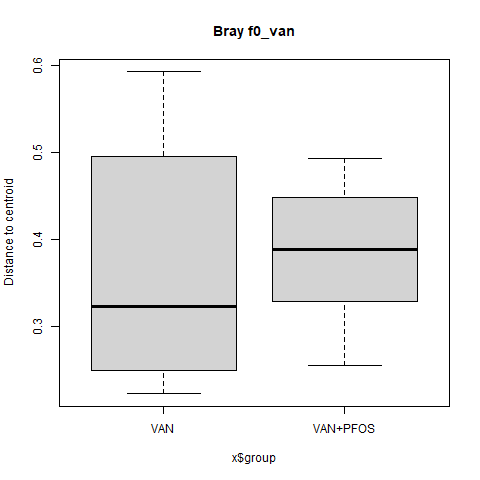 Bray f0_van
Distance to centroid
0.6
0.5
0.4
0.3
VAN
VAN+PFOS
x$group